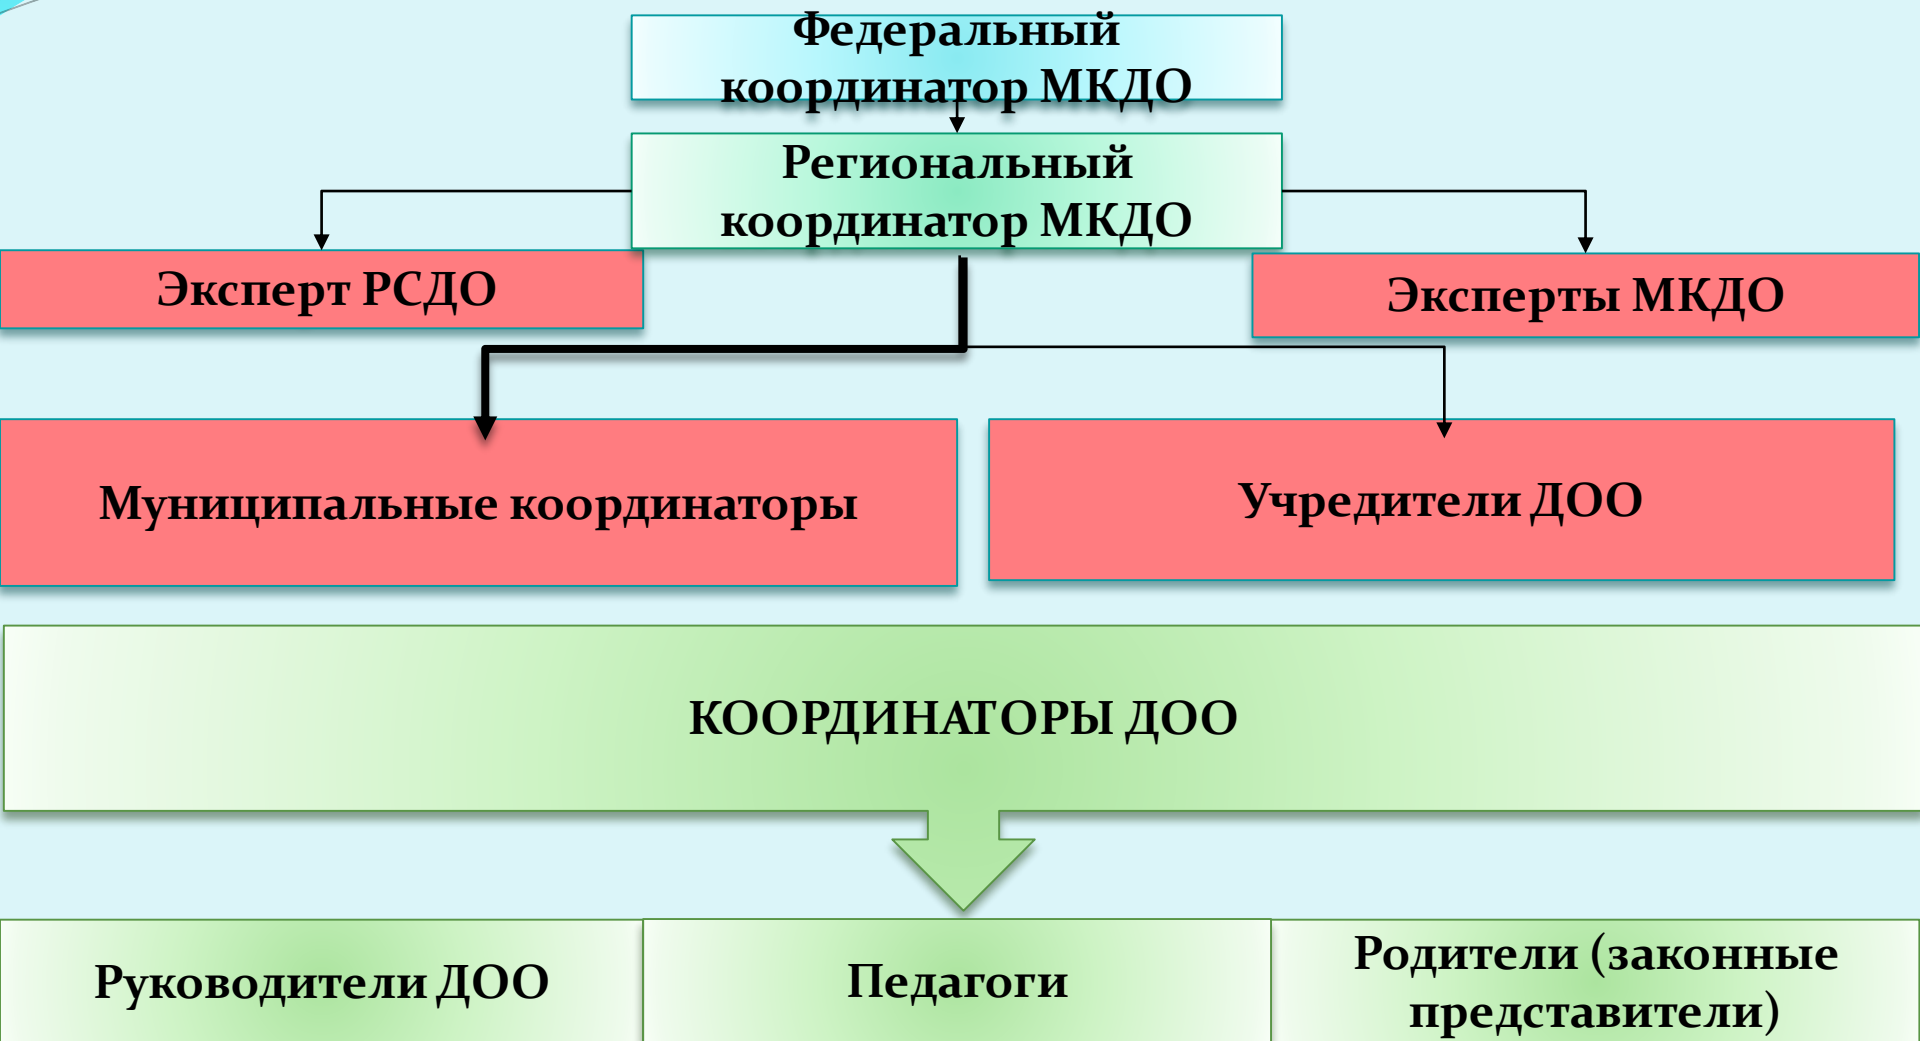 Федеральный
координатор МКДО
Региональный
координатор МКДО
Эксперт РСДО
Эксперты МКДО
Муниципальные координаторы
Учредители ДОО
КООРДИНАТОРЫ ДОО
Руководители ДОО
Педагоги
Родители (законные
представители)